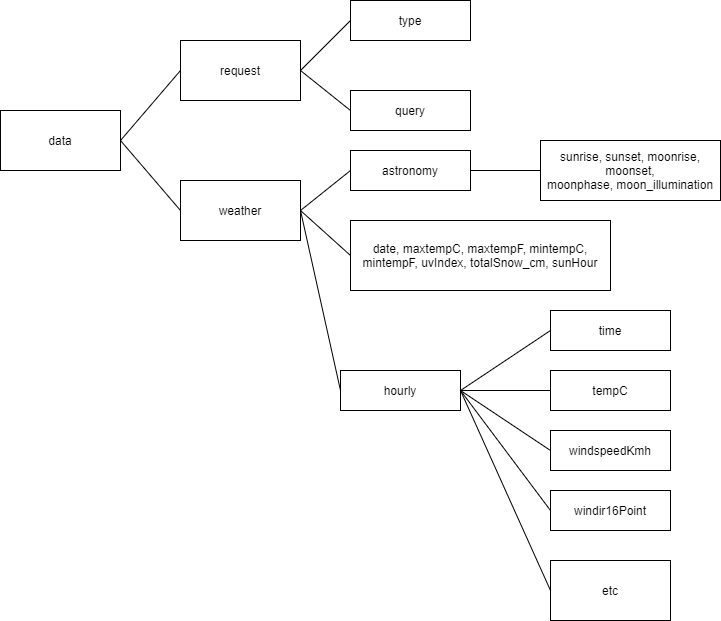 type
request
query
data
sunrise, sunset, moonrise,
moonset,
moonphase, moon_illumination
astronomy
weather
date, maxtempC, maxtempF, mintempC,
mintempF, uvIndex, totalSnow_cm, sunHour
time
hourly
tempC
windspeedKmh
windir16Point
etc